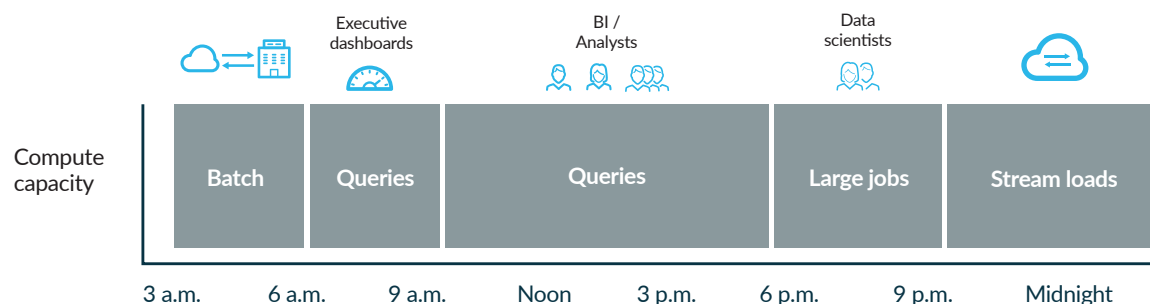 Executive
dashboards
BI /
Analysts
Data
scientists
Compute
capacity
Batch
Queries
Queries
Large jobs
Stream loads
3 a.m.
6 a.m.
9 a.m.
Noon
3 p.m.
6 p.m.
9 p.m.
Midnight